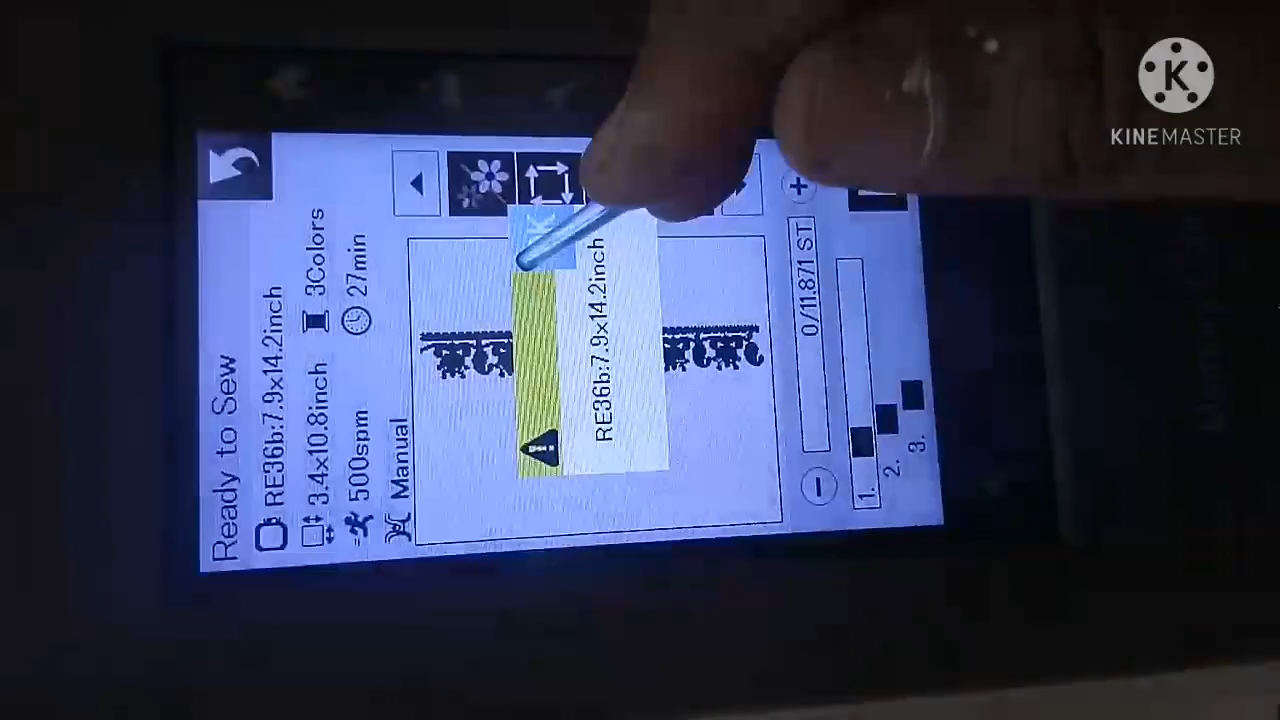 KINEMASTER
Ready to Sew
RE36b:7.9x14.2inch
3.4x10.8inch
3Colors
500spm
27min
Manual
RE36b:7.9x14.2inch
0/11.871 ST
1.
2.
3.